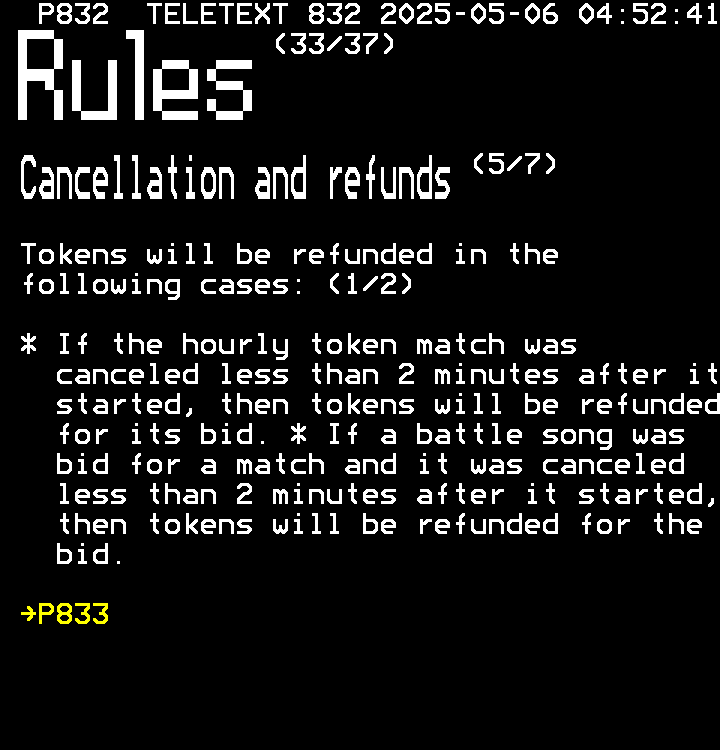 P832 TELETEXT 832 2025-05-06 04:52:41
Rules (33/37)
Cancellation and refunds (5/7)
Tokens will be refunded in the
following cases: (1/2)
* If the hourly token match was
canceled less than 2 minutes after it
started, then tokens will be refunded
for its bid. * If a battle song was
bid for a match and it was canceled
less than 2 minutes after it started,
then tokens will be refunded for the
bid.
→P833